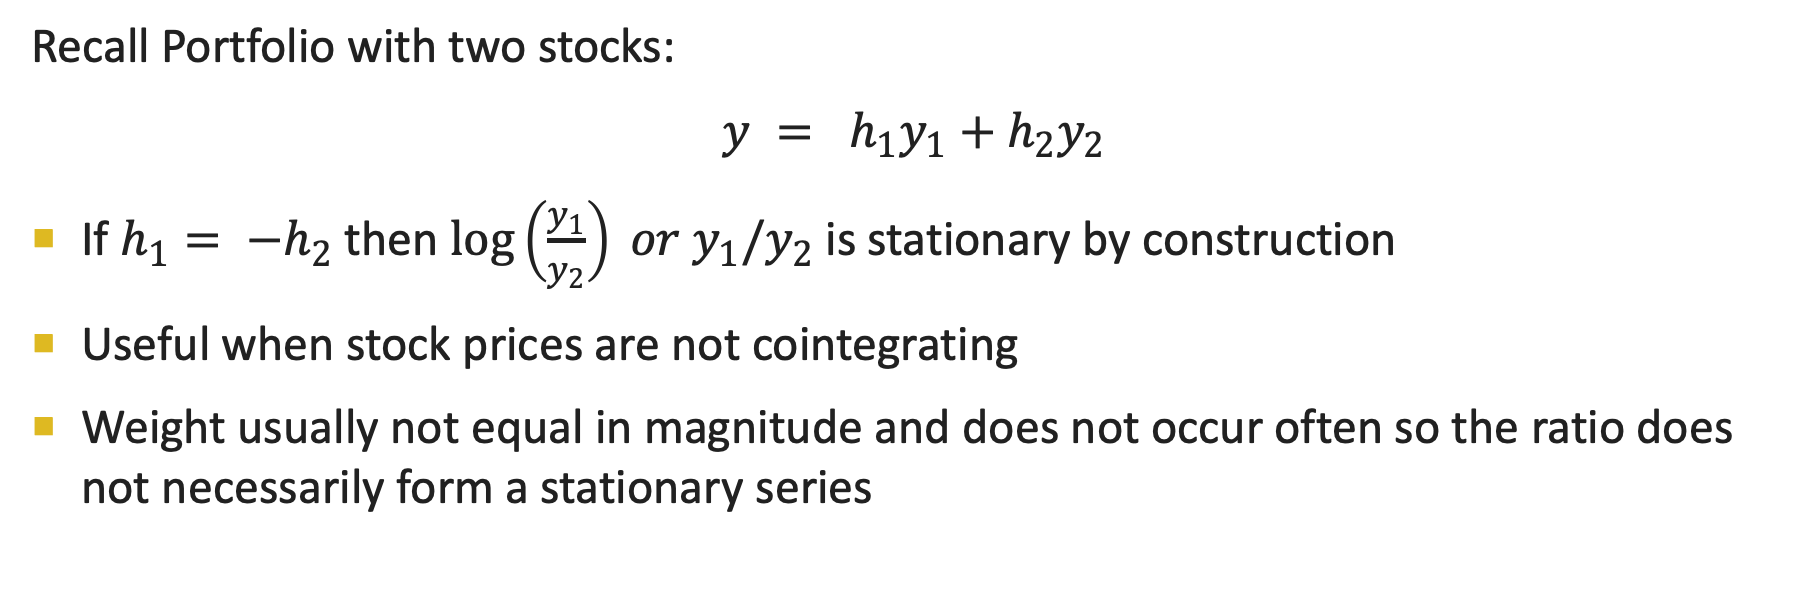 Recall Portfolio with two stocks:
y = h₁y₁ + h₂y₂
▪ If h₁ = −h₂ then log(y₁/y₂) or y₁/y₂ is stationary by construction
▪ Useful when stock prices are not cointegrating
▪ Weight usually not equal in magnitude and does not occur often so the ratio does
not necessarily form a stationary series